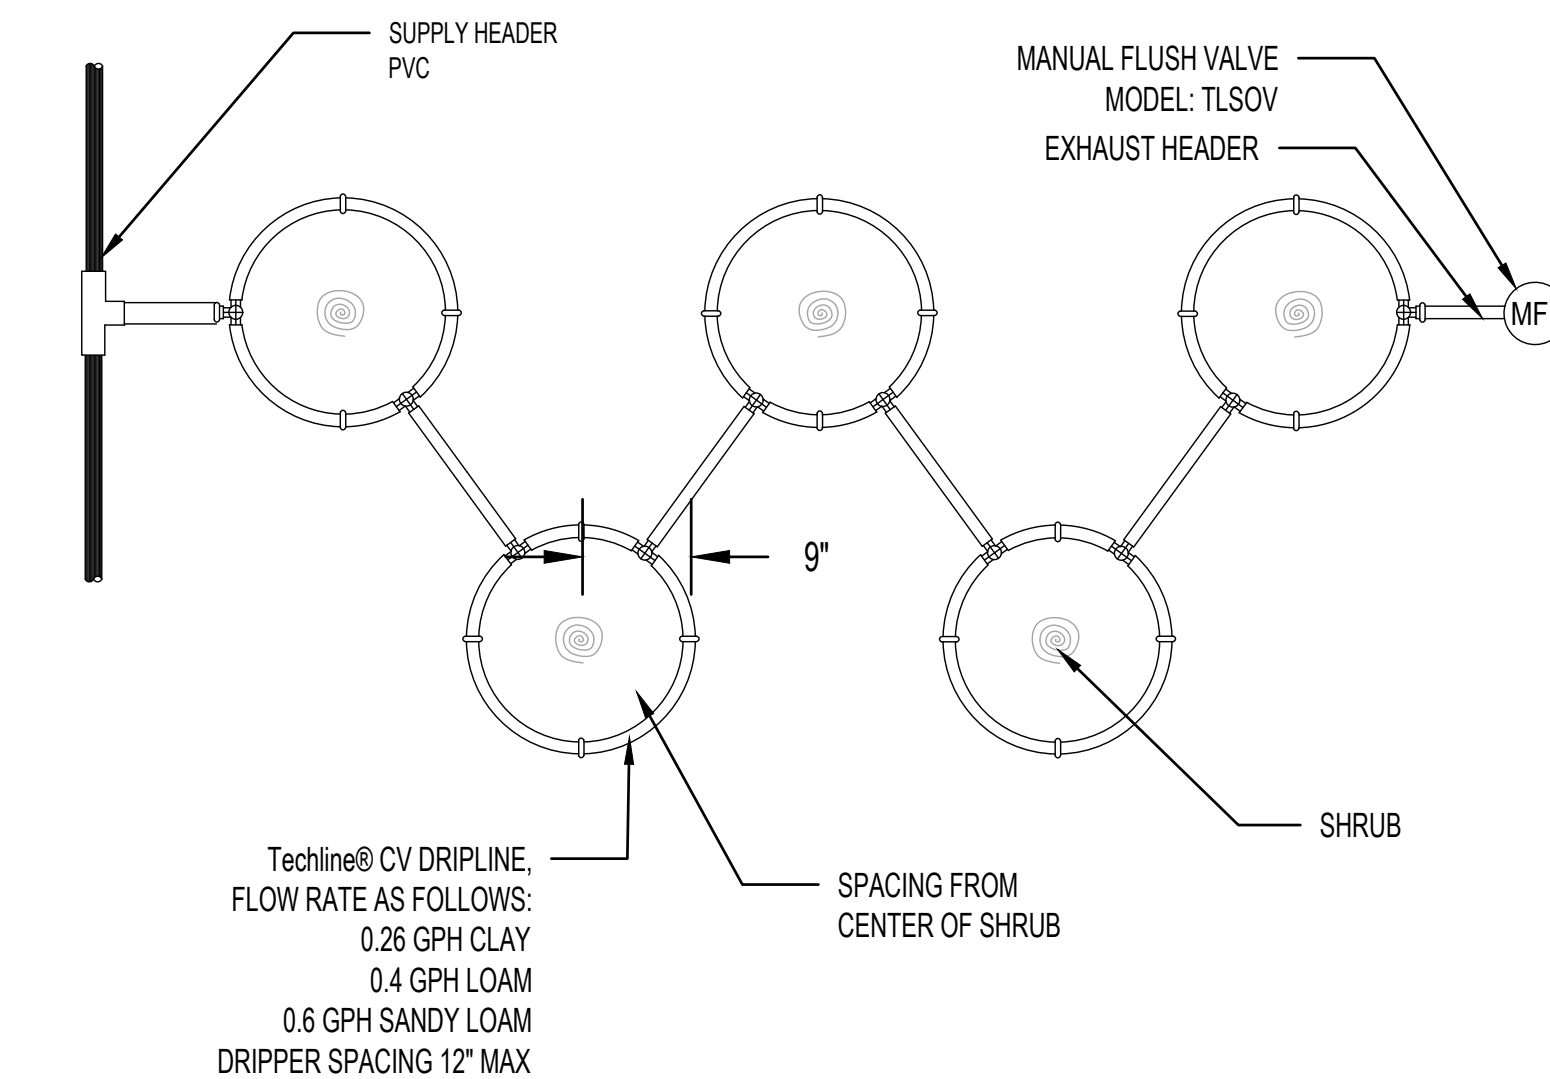 SUPPLY HEADER
PVC
MANUAL FLUSH VALVE
MODEL: TLSOV
EXHAUST HEADER
MF
9"
SHRUB
Techline® CV DRIPLINE,
FLOW RATE AS FOLLOWS:
0.26 GPH CLAY
0.4 GPH LOAM
0.6 GPH SANDY LOAM
DRIPPER SPACING 12" MAX
SPACING FROM
CENTER OF SHRUB